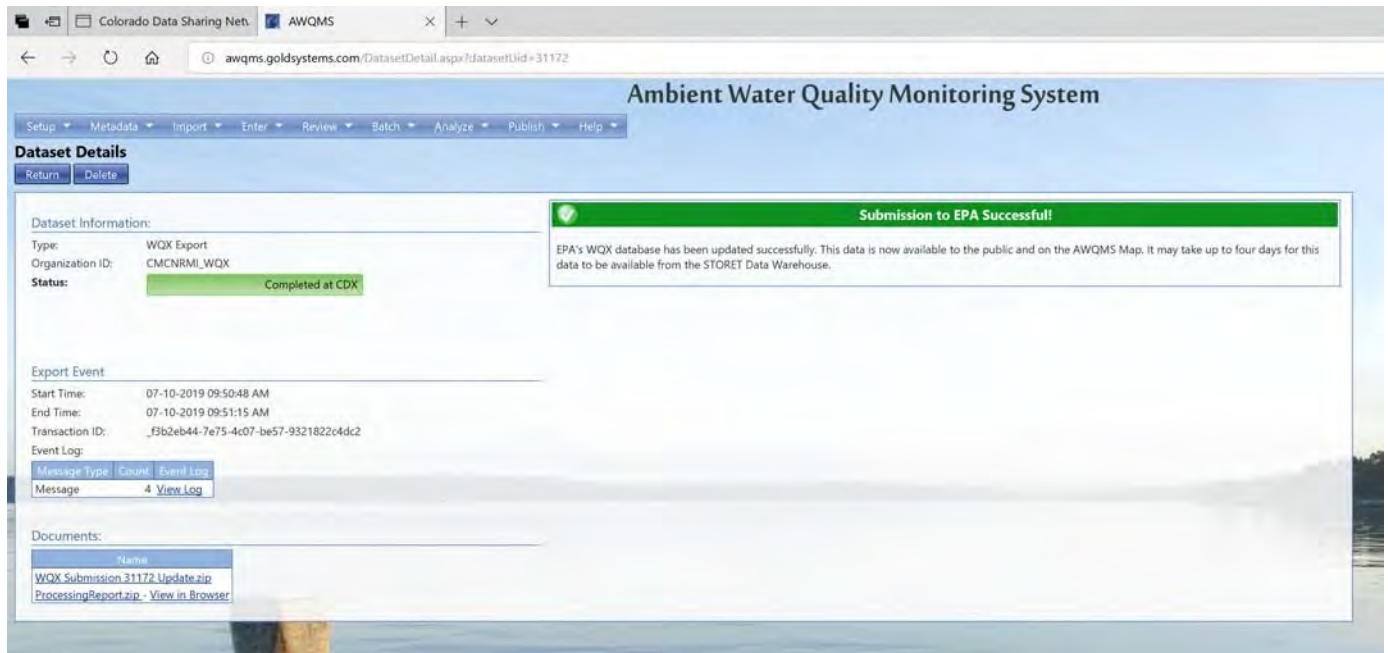 Colorado Data Sharing Netw
AWQMS
awqms.goldsystems.com/DatasetDetail.aspx?datasetUid=31172
Ambient Water Quality Monitoring System
Setup Metadata Import Enter Review Batch Analyze Publish Help
Dataset Details
Return Delete
Dataset Information:
Type: WQX Export
Organization ID: CMCNRMI_WQX
Status: Completed at CDX
Submission to EPA Successful!
EPA's WQX database has been updated successfully. This data is now available to the public and on the AWQMS Map. It may take up to four days for this
data to be available from the STORET Data Warehouse.
Export Event
Start Time: 07-10-2019 09:50:48 AM
End Time: 07-10-2019 09:51:15 AM
Transaction ID: _f3b2eb44-7e75-4c07-be57-9321822c4dc2
Event Log:
Message Type Count Event Log
Message 4 View Log
Documents:
Name
WQX Submission 31172 Update.zip
ProcessingReport.zip - View in Browser